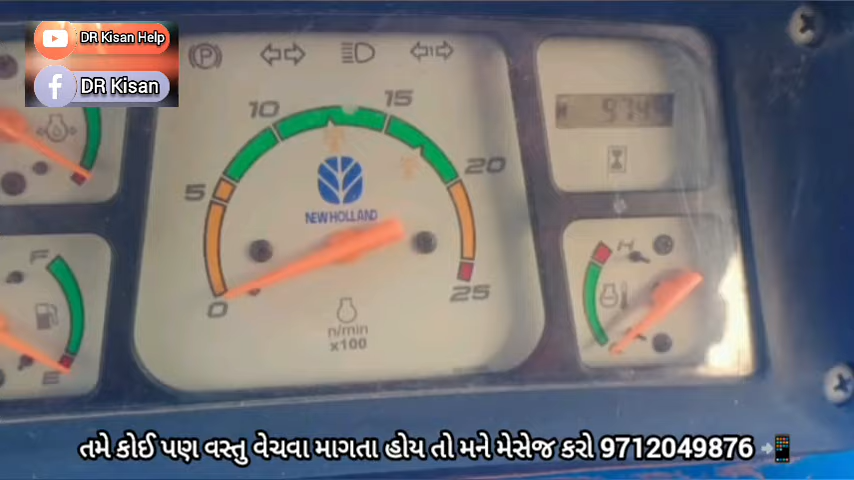 DR Kisan Help
DR Kisan
10
15
5
20
NEW HOLLAND
0
25
n/min
x100
F
E
H
તમે કોઈ પણ વસ્તુ વેચવા માગતા હોય તો મને મેસેજ કરો 9712049876